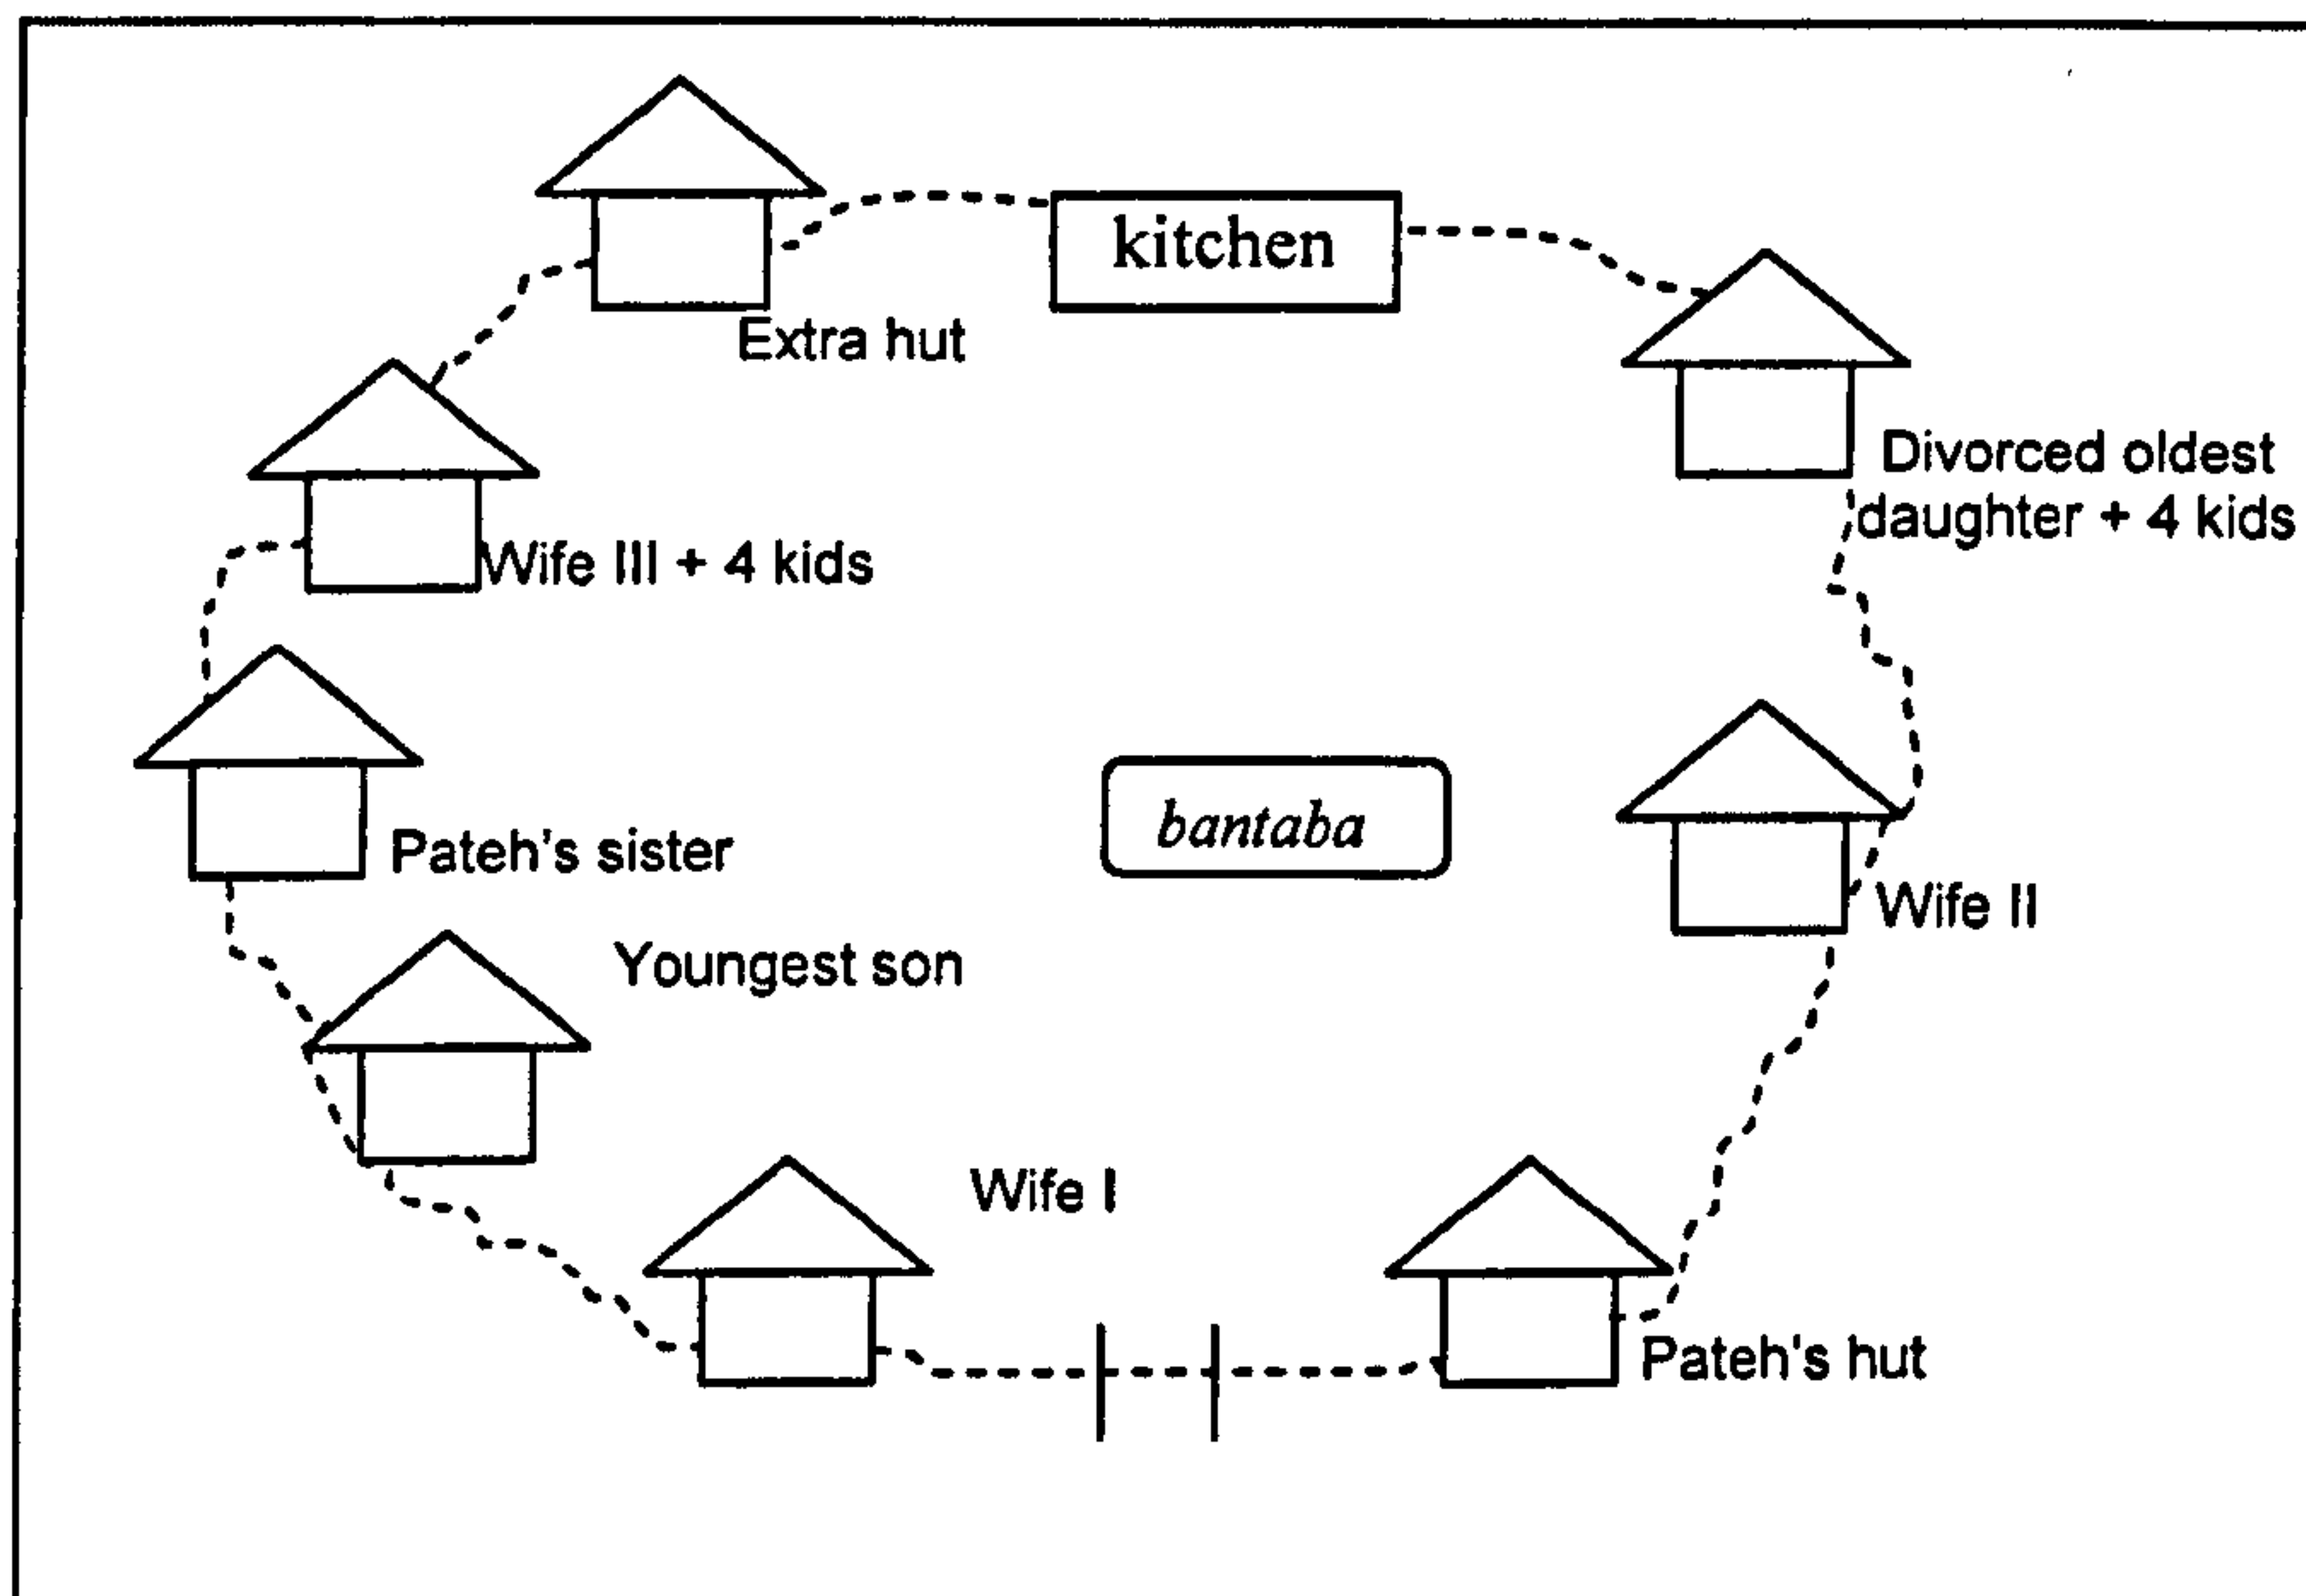 kitchen
Extra hut
Divorced oldest
daughter + 4 kids
Wife III + 4 kids
bantaba
Pateh's sister
Wife II
Youngest son
Wife I
Pateh's hut